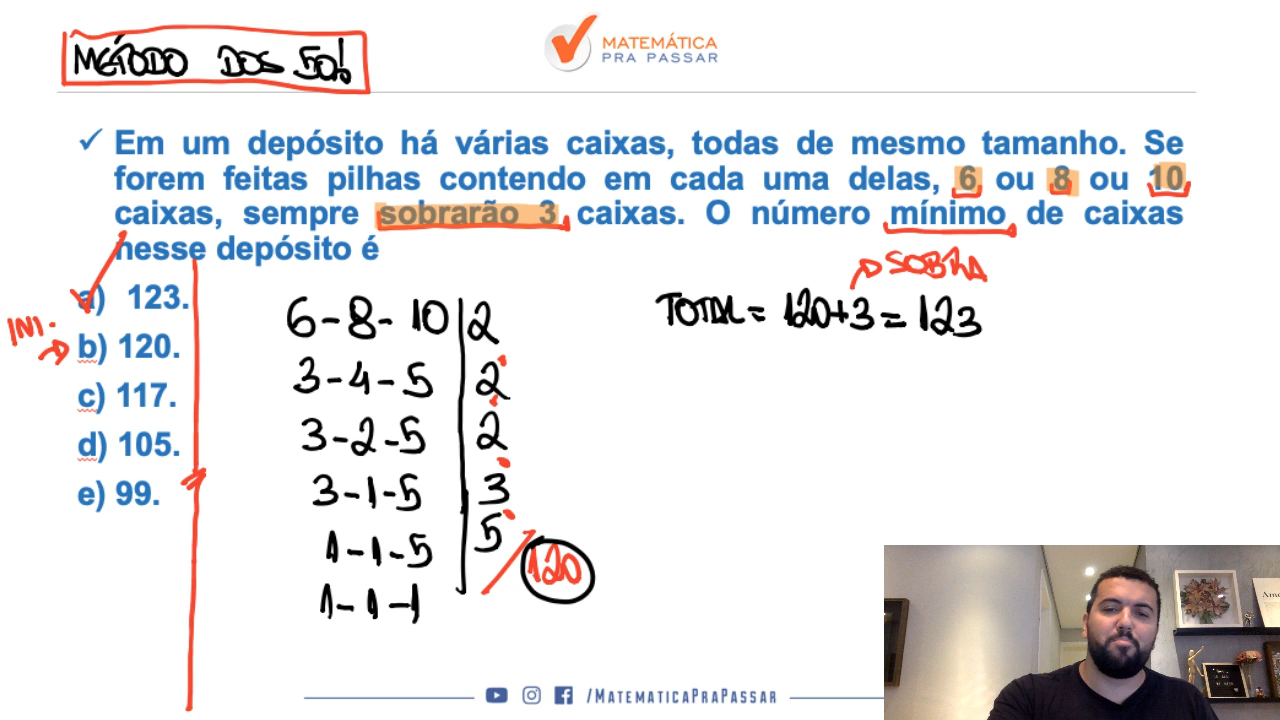 MÉTODO DOS 50!
MATEMÁTICA
PRA PASSAR
✓ Em um depósito há várias caixas, todas de mesmo tamanho. Se
forem feitas pilhas contendo em cada uma delas, 6 ou 8 ou 10
caixas, sempre sobrarão 3 caixas. O número mínimo de caixas
nesse depósito é
SOBRA
a) 123.
TOTAL = 120+3 = 123
INI.
b) 120.
c) 117.
d) 105.
e) 99.
6-8-10 | 2
3-4-5 | 2
3-2-5 | 2
3-1-5 | 3
1-1-5 | 5
1-1-1
120
/MATEMATICAPRAPASSAR